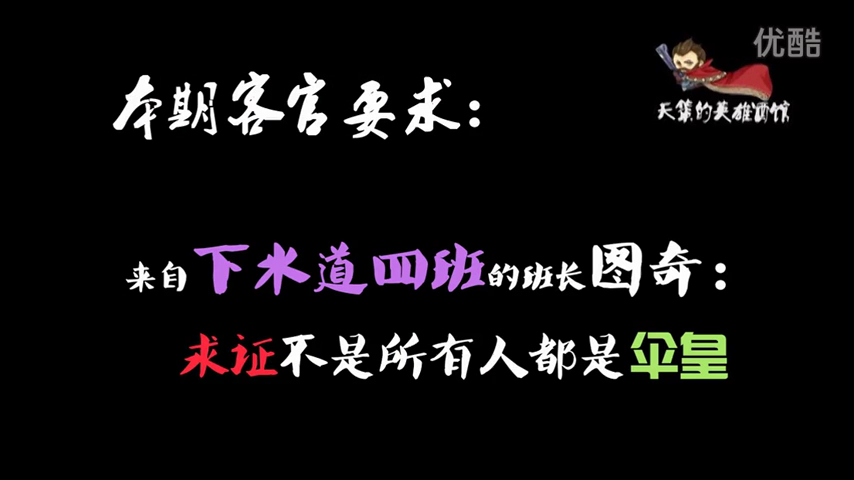 优酷
天策的英雄酒馆
本期客官要求：
来自下水道四班的班长图奇：
求证不是所有人都是伞皇